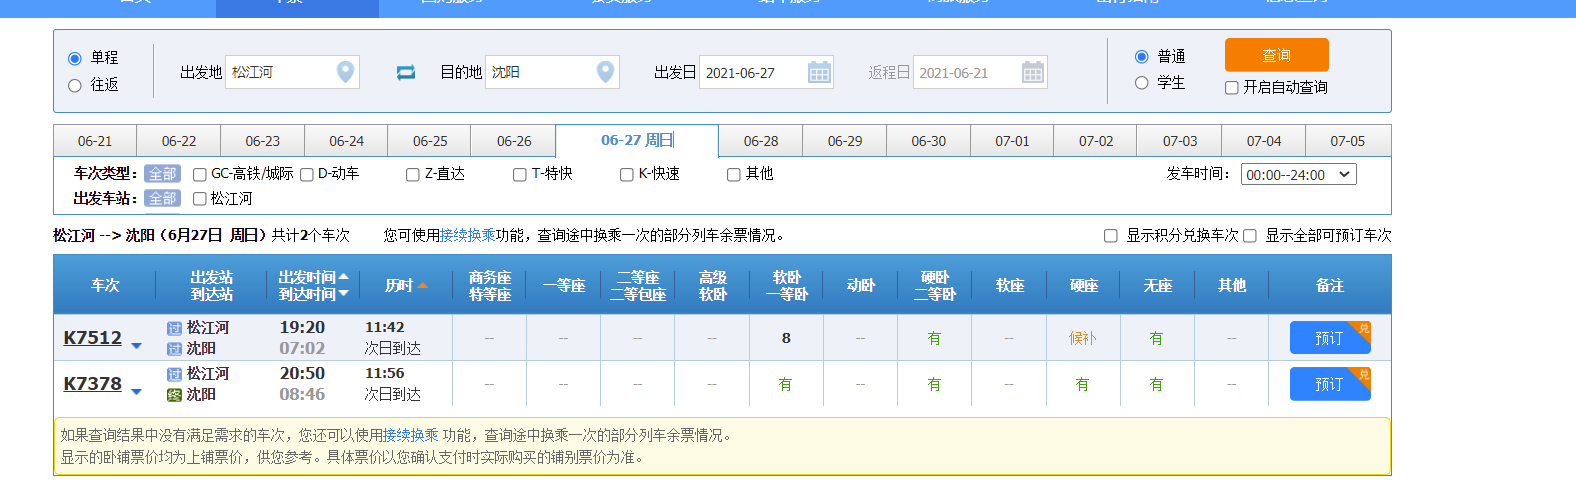 单程
往返
出发地 松江河 目的地 沈阳 出发日 2021-06-27 返程日 2021-06-21
普通
学生
查询
开启自动查询
06-21 06-22 06-23 06-24 06-25 06-26 06-27 周日 06-28 06-29 06-30 07-01 07-02 07-03 07-04 07-05
车次类型： 全部 GC-高铁/城际 D-动车 Z-直达 T-特快 K-快速 其他 发车时间： 00:00--24:00
出发车站： 全部 松江河
松江河 --> 沈阳（6月27日 周日）共计2个车次 您可使用接续换乘功能，查询途中换乘一次的部分列车余票情况。 显示积分兑换车次 显示全部可预订车次
车次 出发站 到达站 出发时间 到达时间 历时 商务座 特等座 一等座 二等座 二等包座 高级 软卧 软卧 一等卧 动卧 硬卧 二等卧 软座 硬座 无座 其他 备注
K7512 过 松江河 19:20 11:42 -- -- -- -- 8 -- 有 -- 候补 有 -- 预订 兑
过 沈阳 07:02 次日到达
K7378 过 松江河 20:50 11:56 -- -- -- -- 有 -- 有 -- 有 有 -- 预订 兑
终 沈阳 08:46 次日到达
如果查询结果中没有满足需求的车次，您还可以使用接续换乘 功能，查询途中换乘一次的部分列车余票情况。
显示的卧铺票价均为上铺票价，供您参考。具体票价以您确认支付时实际购买的铺别票价为准。